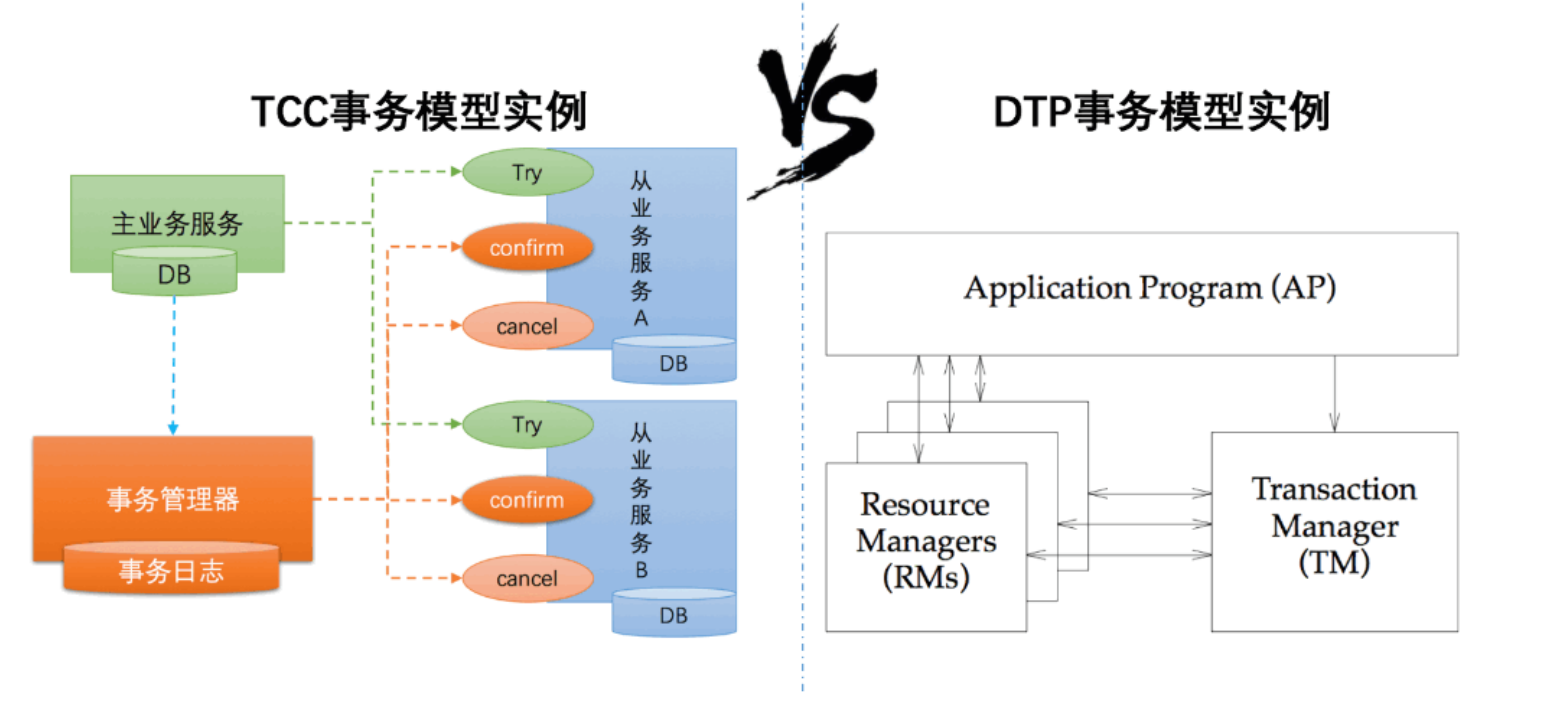 TCC事务模型实例
VS
DTP事务模型实例
主业务服务
DB
事务管理器
事务日志
Try
confirm
cancel
从
业
务
服
务
A
DB
Try
confirm
cancel
从
业
务
服
务
B
DB
Application Program (AP)
Resource
Managers
(RMs)
Transaction
Manager
(TM)